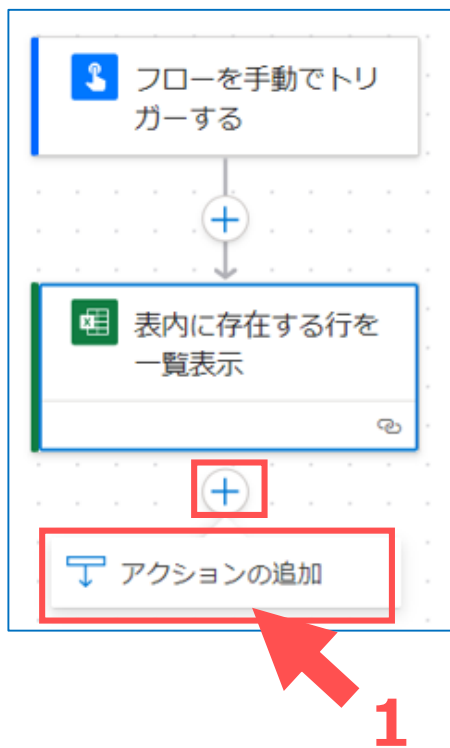 フローを手動でトリ
ガーする
表内に存在する行を
一覧表示
アクションの追加
1